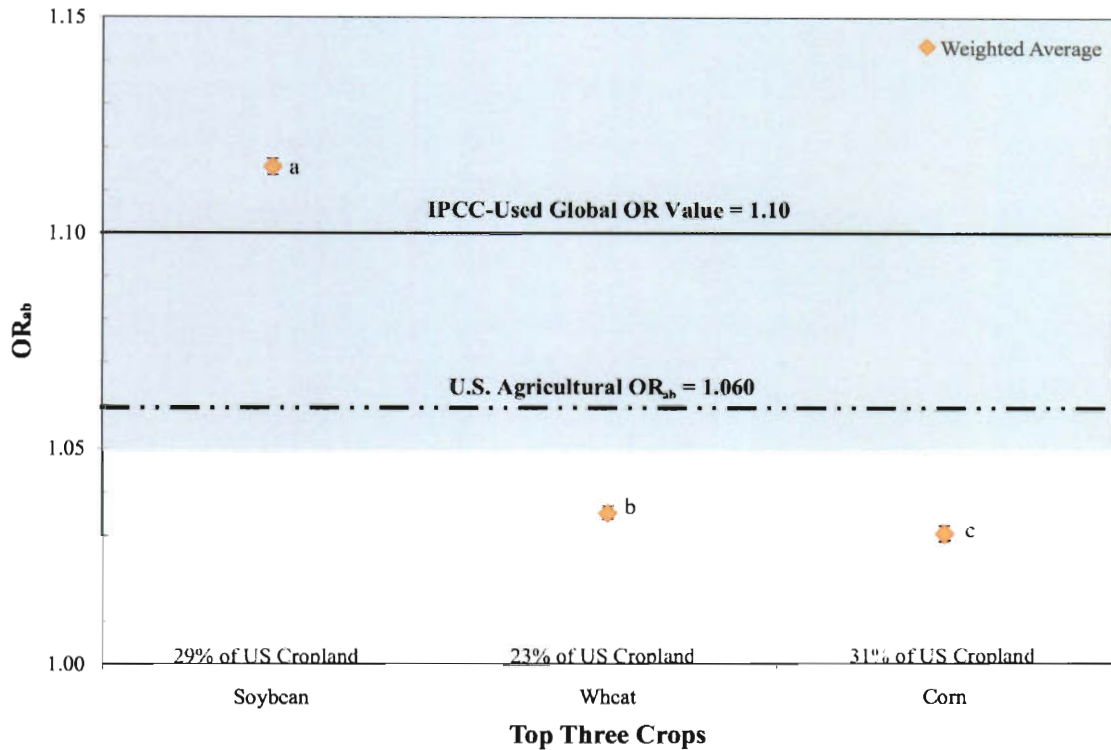 1.15
Weighted Average
a
IPCC-Used Global OR Value = 1.10
1.10
ORab
U.S. Agricultural ORab = 1.060
1.05
b
c
29% of US Cropland 23% of US Cropland 31% of US Cropland
1.00
Soybean Wheat Corn
Top Three Crops